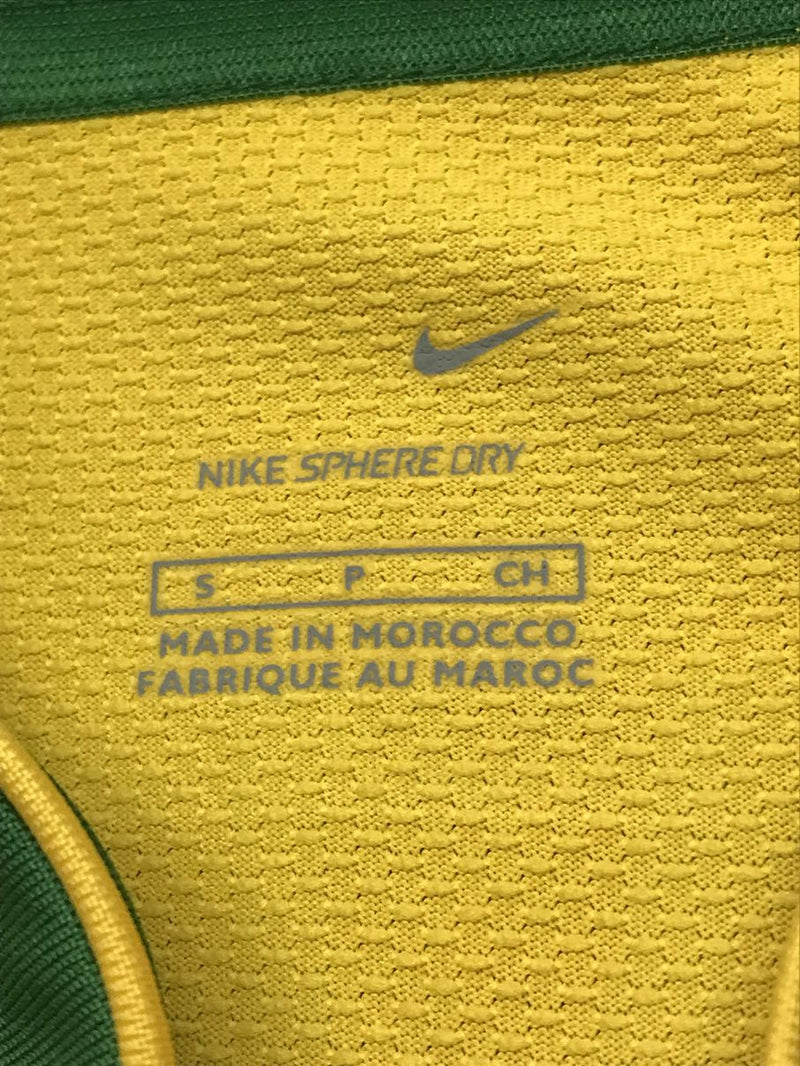 NIKE SPHERE DRY
S P CH
MADE IN MOROCCO
FABRIQUE AU MAROC